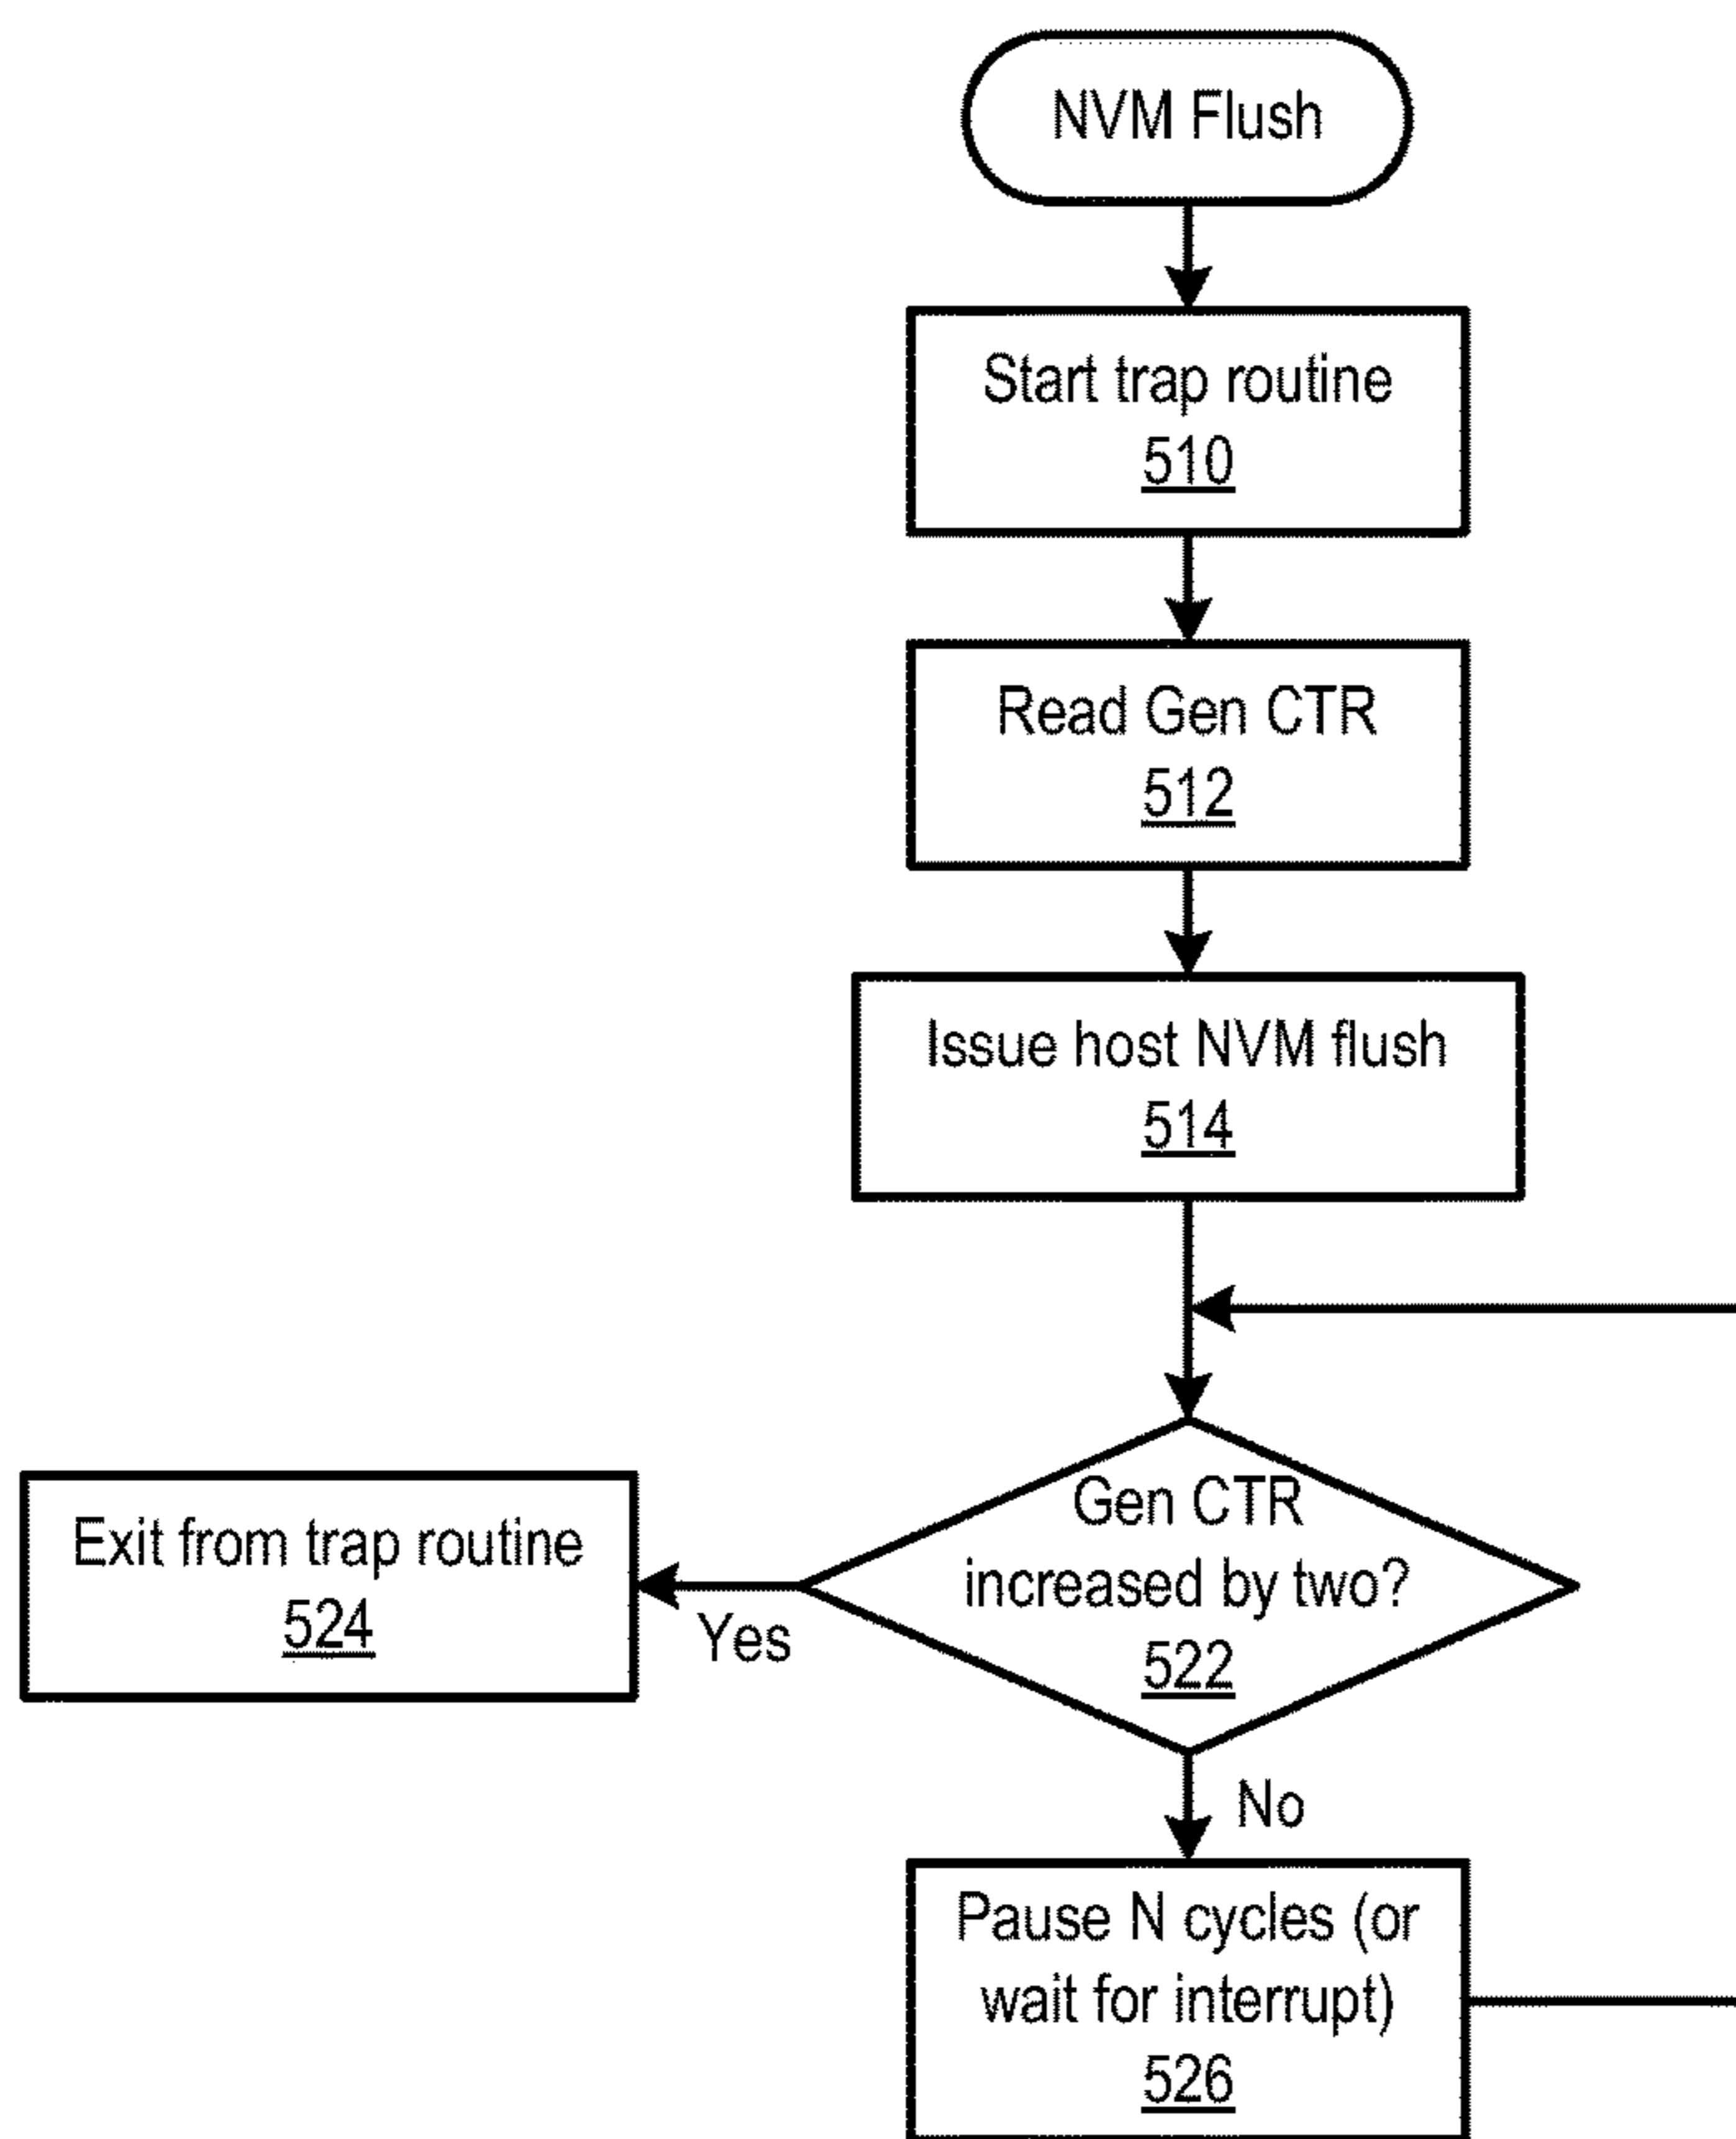 NVM Flush
Start trap routine
510
Read Gen CTR
512
Issue host NVM flush
514
Gen CTR
increased by two?
522
Yes
Exit from trap routine
524
No
Pause N cycles (or
wait for interrupt)
526